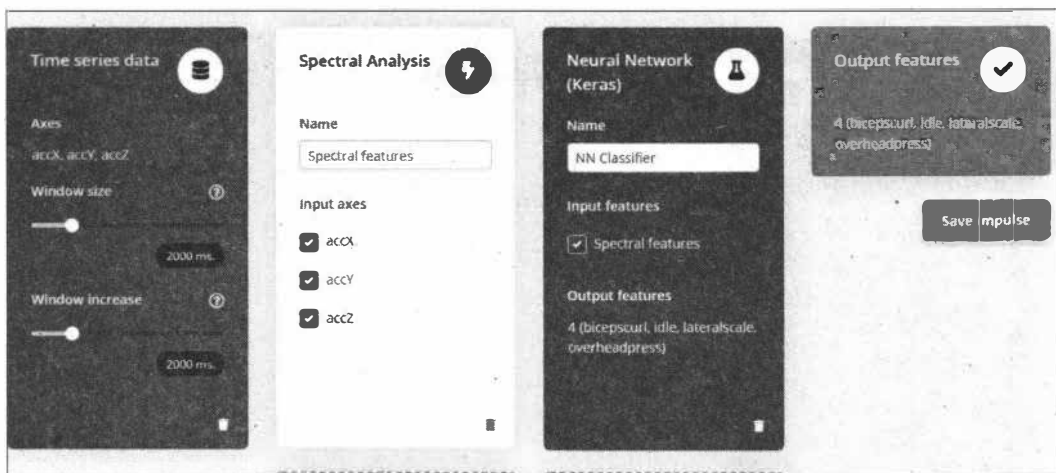 Time series data
Axes
accX, accY, accZ
Window size
2000 ms.
Window increase
2000 ms.
Spectral Analysis
Name
Spectral features
Input axes
accX
accY
accZ
Neural Network
(Keras)
Name
NN Classifier
Input features
Spectral features
Output features
4 (bicepscurl, idle, lateralscale,
overheadpress)
Output features
4 (bicepscurl, idle, lateralscale,
overheadpress)
Save Impulse